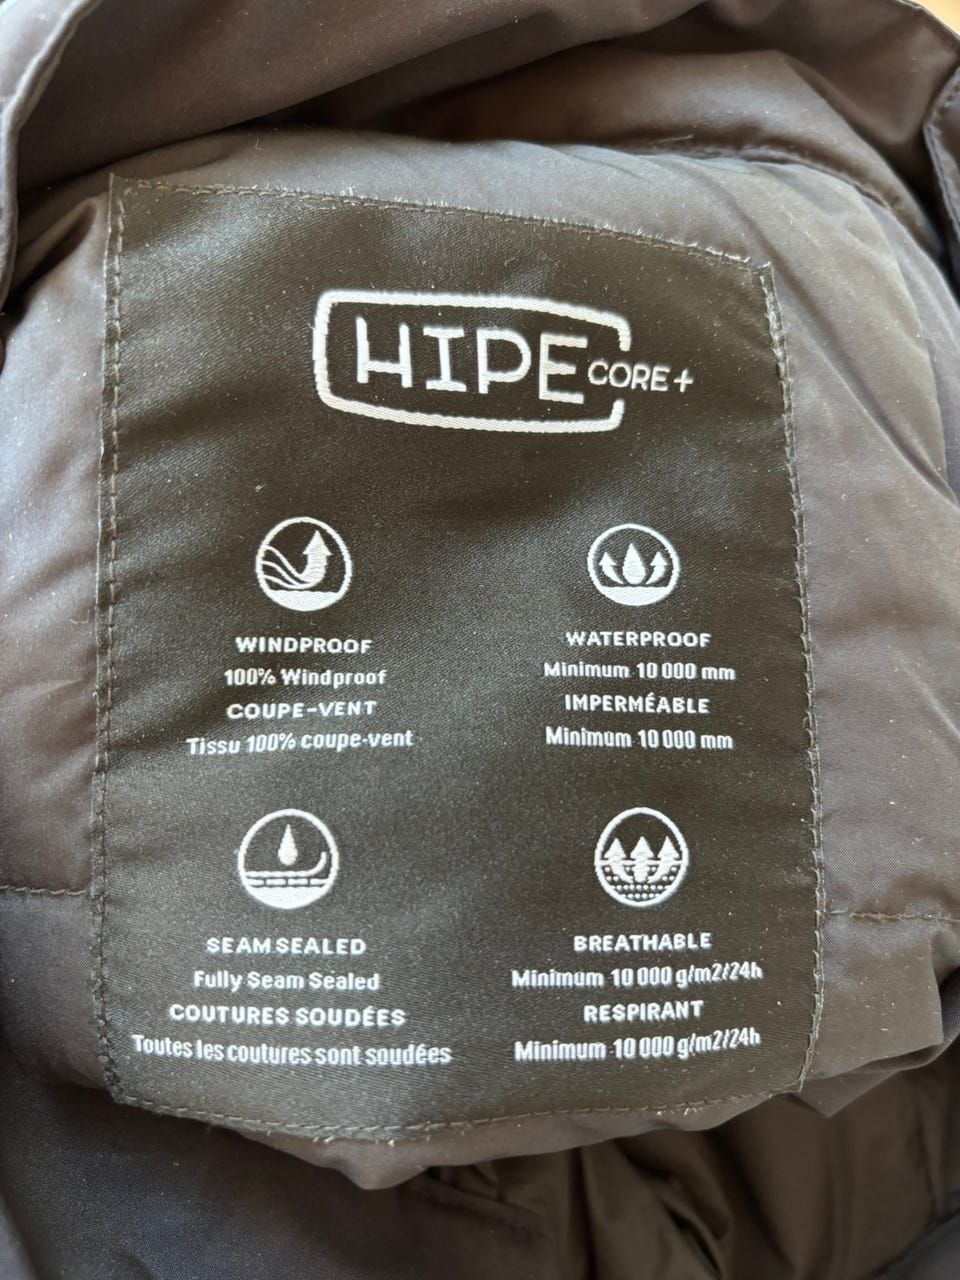 HIPE CORE+
WINDPROOF
100% Windproof
COUPE-VENT
Tissu 100% coupe-vent
WATERPROOF
Minimum 10 000 mm
IMPERMÉABLE
Minimum 10 000 mm
SEAM SEALED
Fully Seam Sealed
COUTURES SOUDÉES
Toutes les coutures sont soudées
BREATHABLE
Minimum 10 000 g/m2/24h
RESPIRANT
Minimum 10 000 g/m2/24h